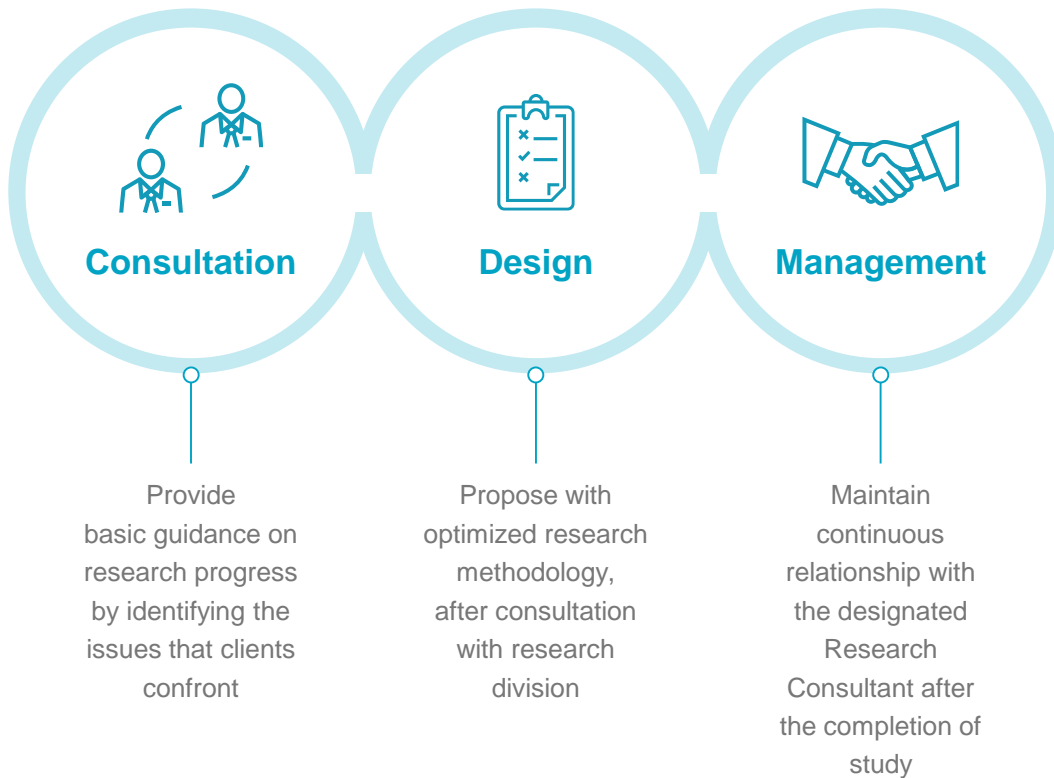 Consultation
Design
Management
Provide
basic guidance on
research progress
by identifying the
issues that clients
confront
Propose with
optimized research
methodology,
after consultation
with research
division
Maintain
continuous
relationship with
the designated
Research
Consultant after
the completion of
study